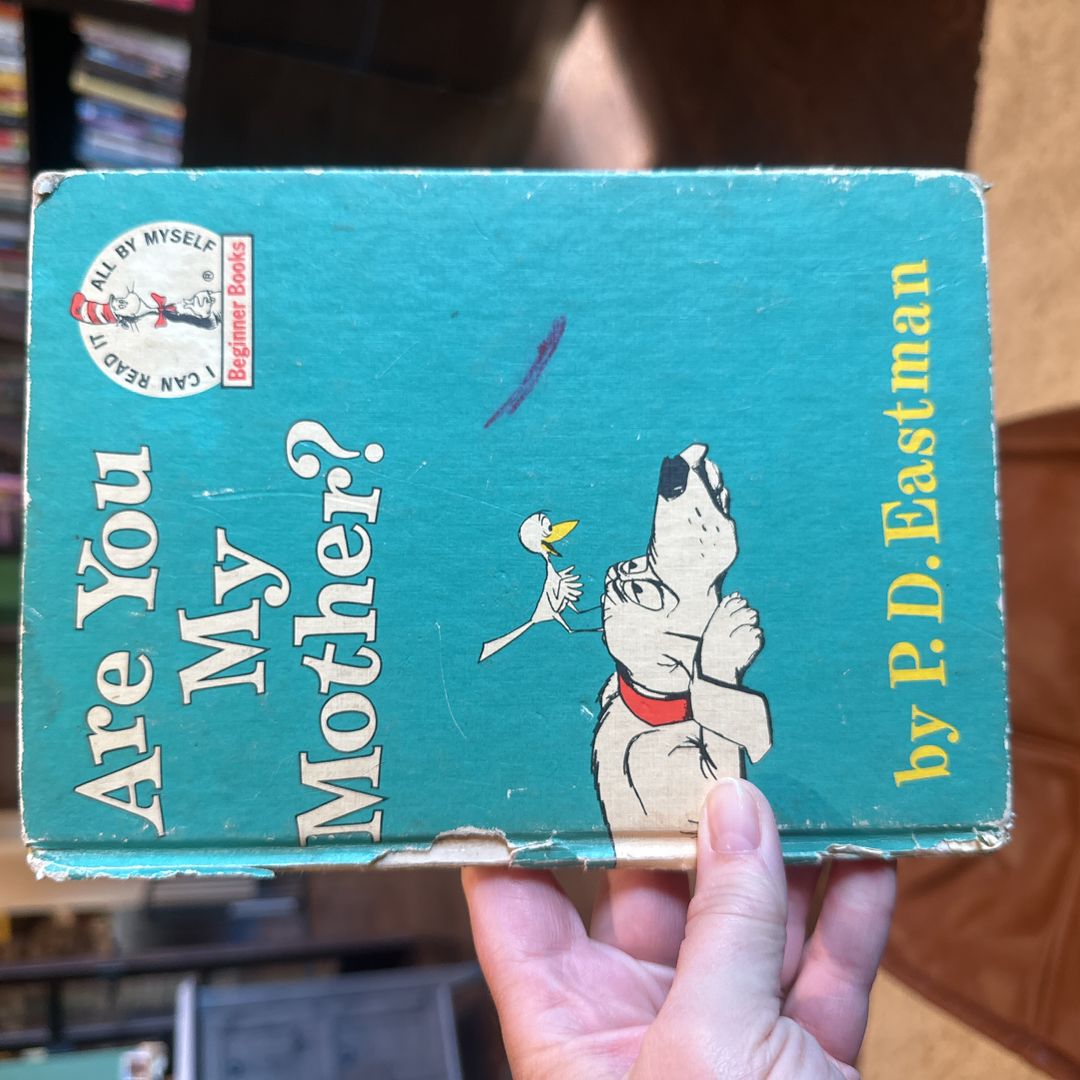 I CAN READ IT ALL BY MYSELF
®
Beginner Books
Are You
My
Mother?
by P. D. Eastman